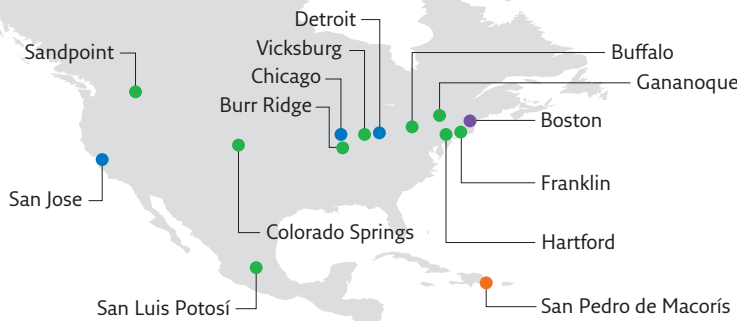 Detroit
Sandpoint
Vicksburg
Buffalo
Chicago
Gananoque
Burr Ridge
Boston
Franklin
San Jose
Colorado Springs
Hartford
San Luis Potosí
San Pedro de Macorís